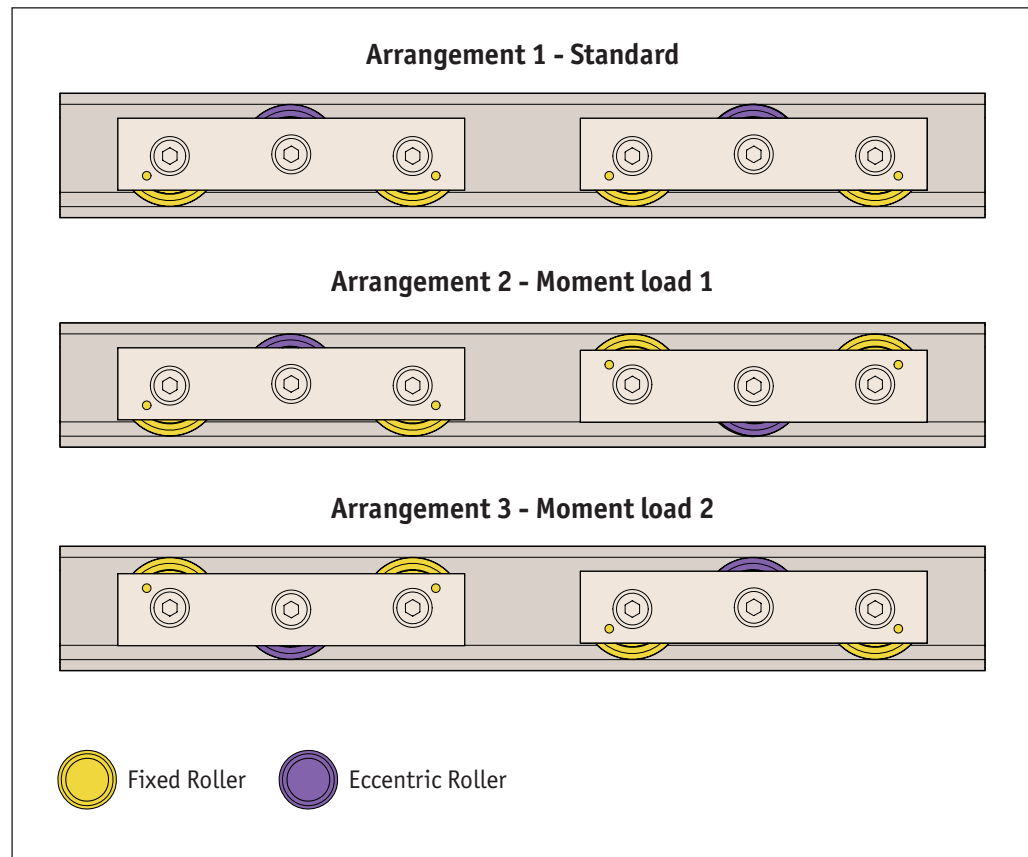 Arrangement 1 - Standard
Arrangement 2 - Moment load 1
Arrangement 3 - Moment load 2
Fixed Roller
Eccentric Roller